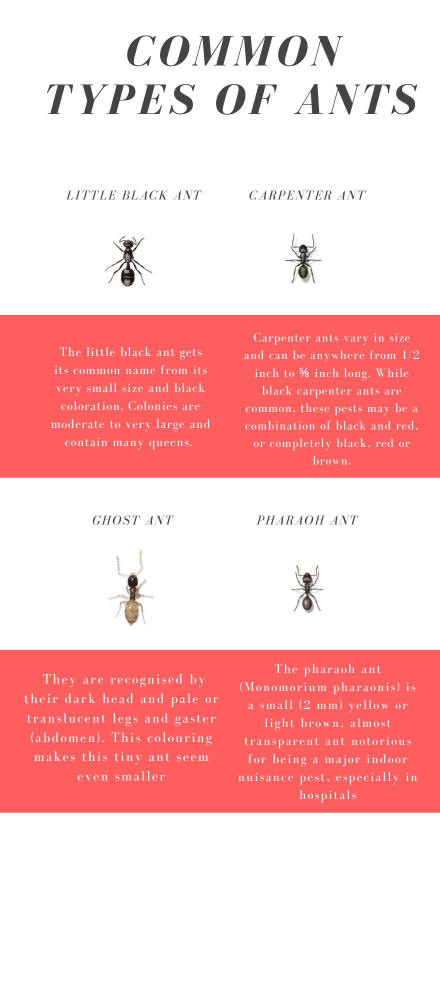 COMMON
TYPES OF ANTS
LITTLE BLACK ANT
CARPENTER ANT
The little black ant gets
its common name from its
very small size and black
coloration. Colonies are
moderate to very large and
contain many queens.
Carpenter ants vary in size
and can be anywhere from 1/2
inch to ⅝ inch long. While
black carpenter ants are
common, these pests may be a
combination of black and red,
or completely black, red or
brown.
GHOST ANT
PHARAOH ANT
They are recognised by
their dark head and pale or
translucent legs and gaster
(abdomen). This colouring
makes this tiny ant seem
even smaller
The pharaoh ant
(Monomorium pharaonis) is
a small (2 mm) yellow or
light brown, almost
transparent ant notorious
for being a major indoor
nuisance pest, especially in
hospitals